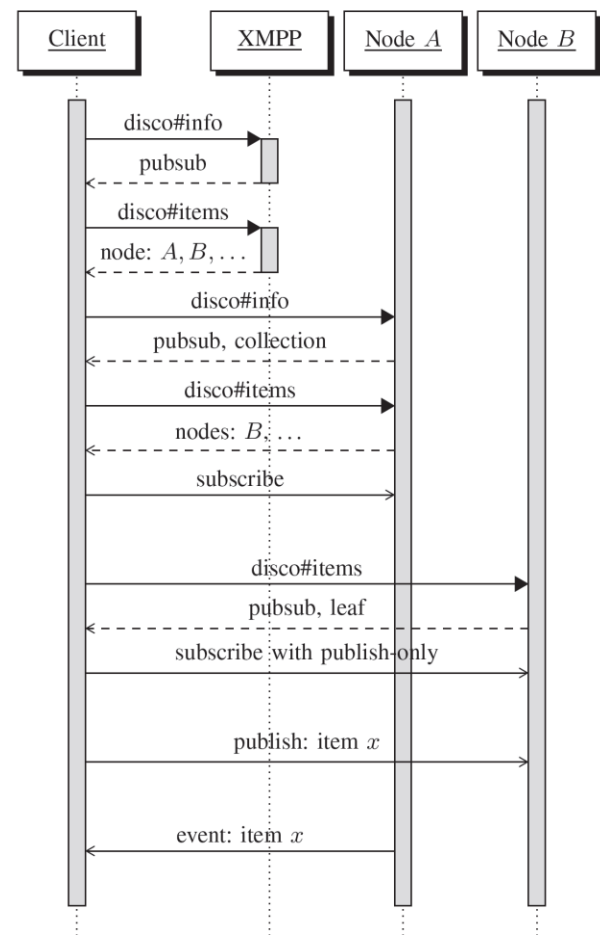 Client
XMPP
Node A
Node B
disco#info
pubsub
disco#items
node: A, B, . . .
disco#info
pubsub, collection
disco#items
nodes: B, . . .
subscribe
disco#items
pubsub, leaf
subscribe with publish-only
publish: item x
event: item x